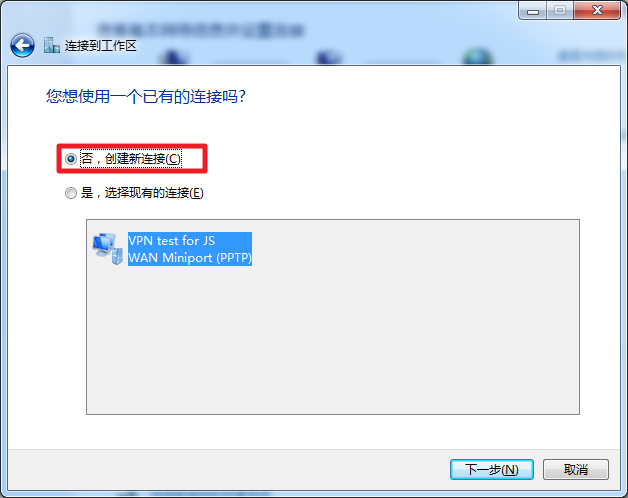 连接到工作区
您想使用一个已有的连接吗?
否，创建新连接(C)
是，选择现有的连接(E)
VPN test for JS
WAN Miniport (PPTP)
下一步(N)
取消